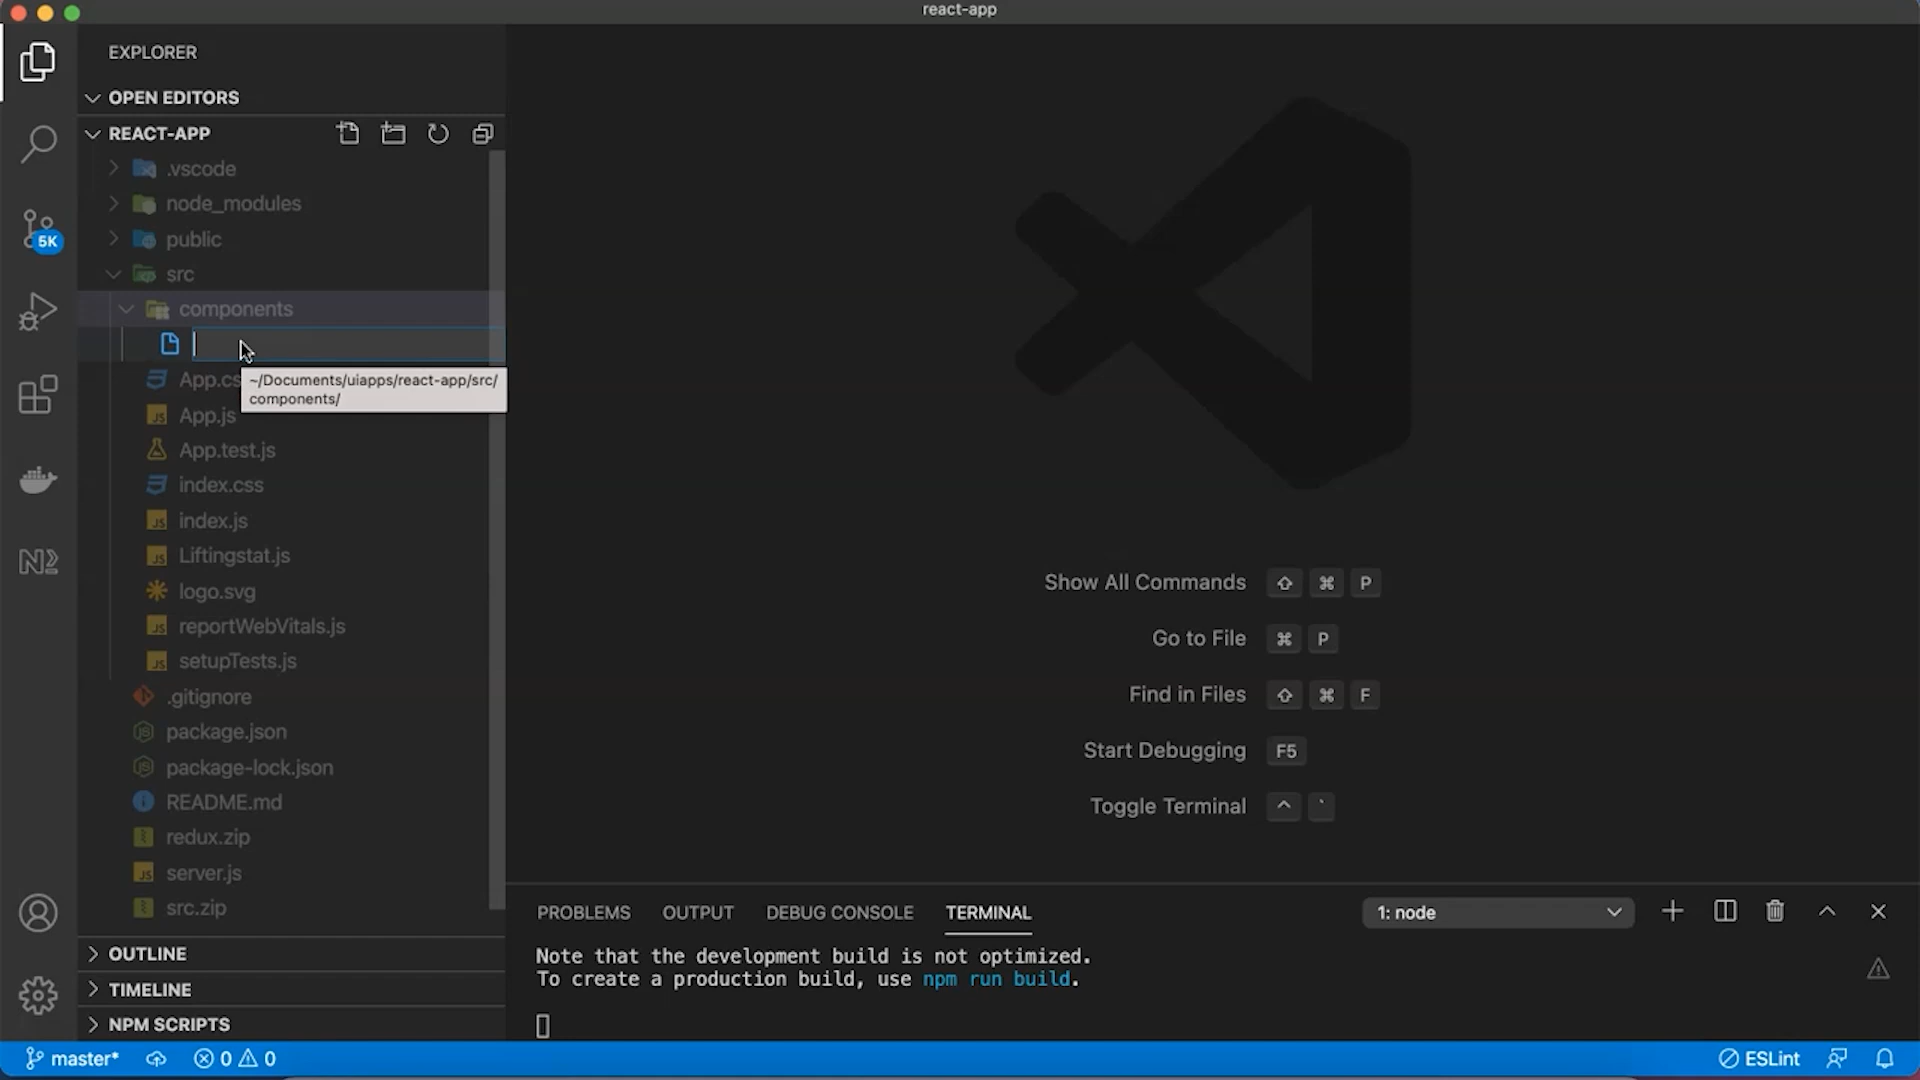 react-app
EXPLORER
OPEN EDITORS
REACT-APP
.vscode
node_modules
public
src
components
~/Documents/uiapps/react-app/src/
components/
App.cs
App.js
App.test.js
index.css
index.js
Liftingstat.js
logo.svg
reportWebVitals.js
setupTests.js
.gitignore
package.json
package-lock.json
README.md
redux.zip
server.js
src.zip
OUTLINE
TIMELINE
NPM SCRIPTS
5K
Show All Commands ⇧ ⌘ P
Go to File ⌘ P
Find in Files ⇧ ⌘ F
Start Debugging F5
Toggle Terminal ^ `
PROBLEMS OUTPUT DEBUG CONSOLE TERMINAL 1: node
Note that the development build is not optimized.
To create a production build, use npm run build.
master* 0 0 ESLint